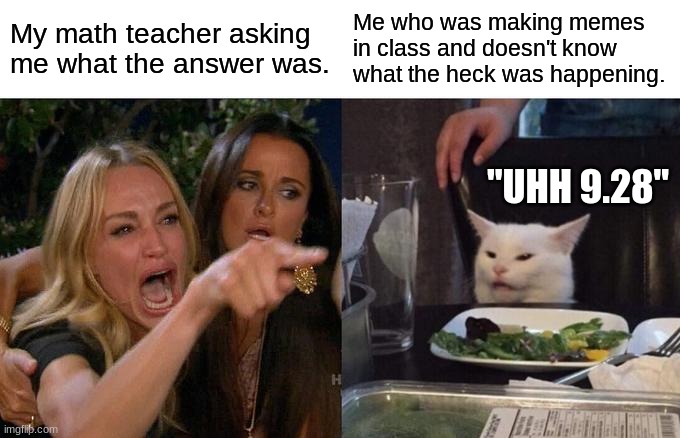 My math teacher asking
me what the answer was.
Me who was making memes
in class and doesn't know
what the heck was happening.
"UHH 9.28"
H
imgflip.com